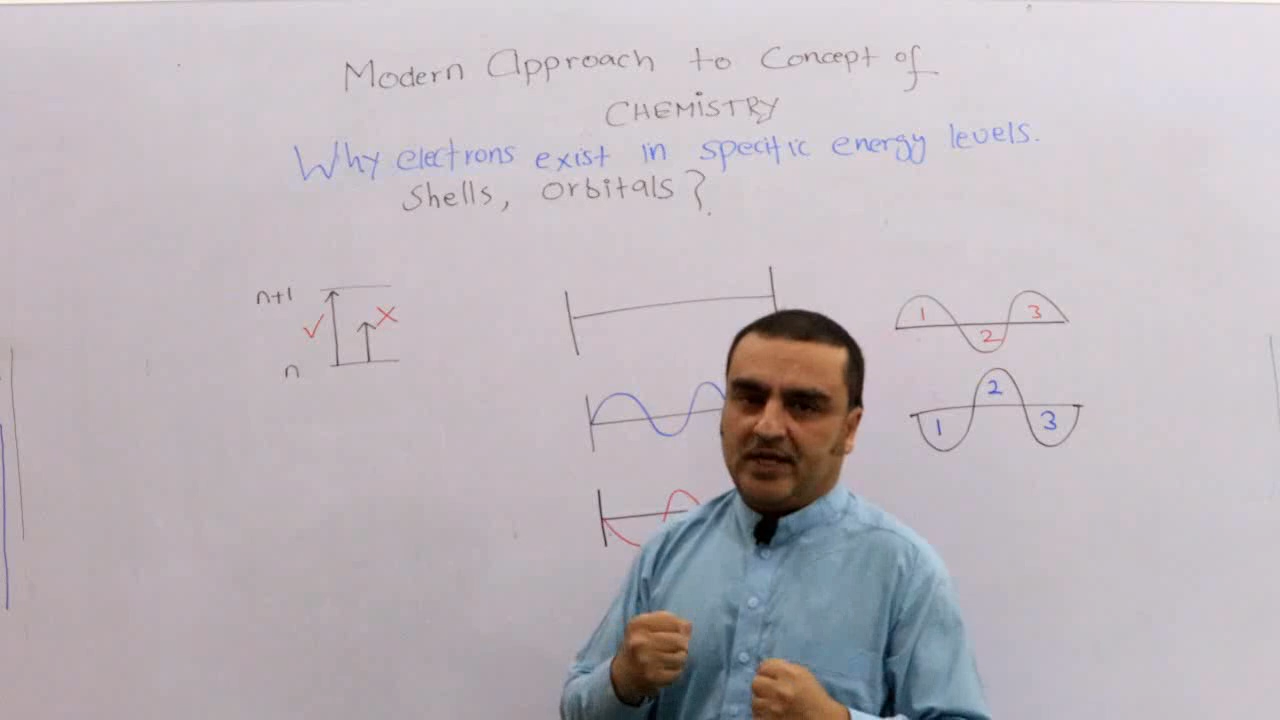 Modern Approach to Concept of
CHEMiSTRY
Why electrons exist in specific energy levels.
Shells, Orbitals?
n+1
✓ X
n
1 2 3
1 2 3